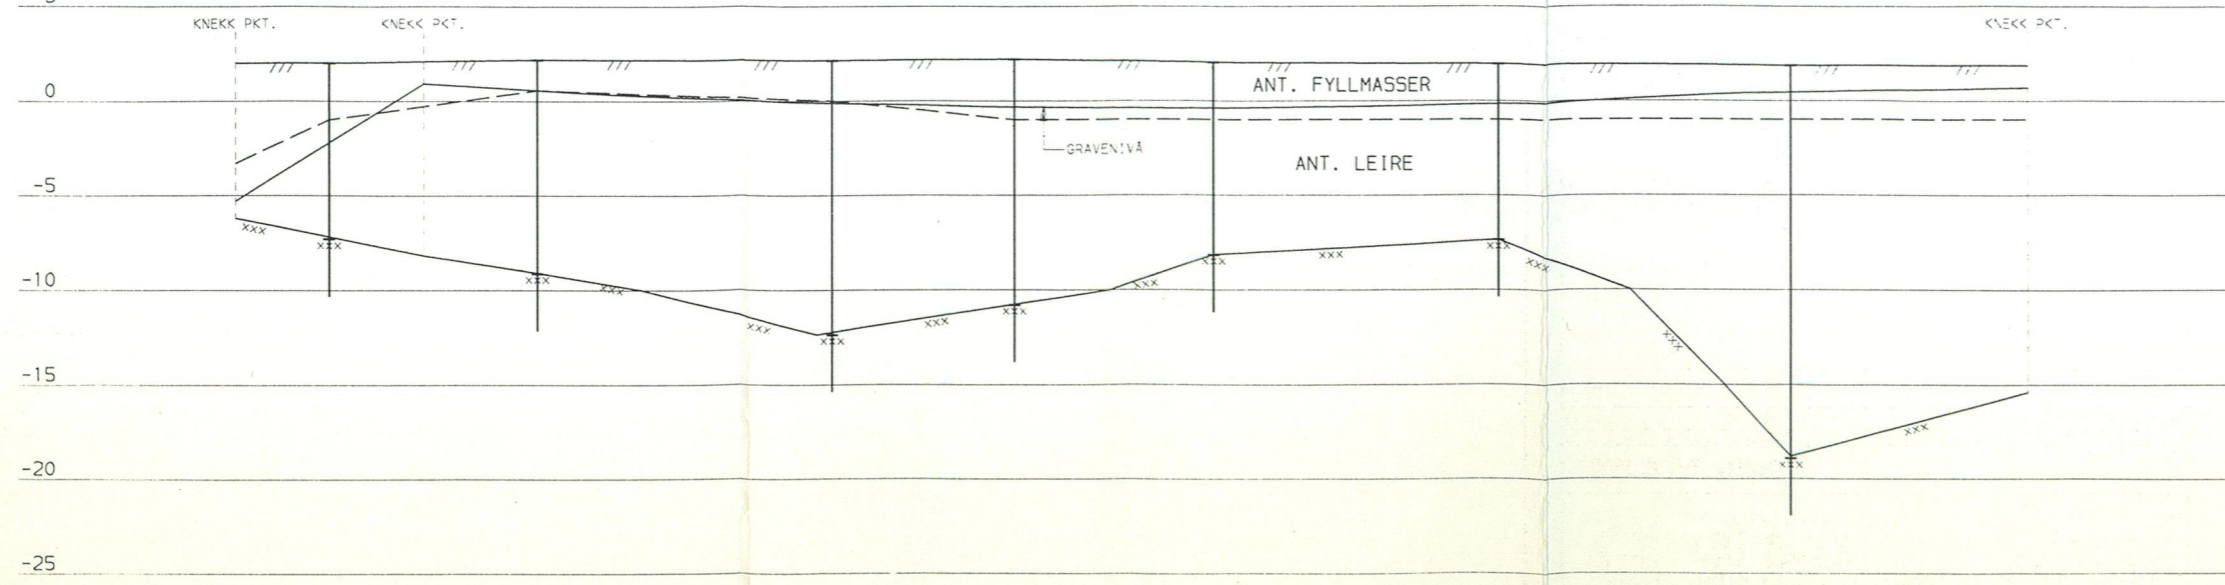 KNEKK PKT. KNEKK PKT. KNEKK PKT.
0
ANT. FYLLMASSER
GRAVENIVÅ
ANT. LEIRE
-5
-10
-15
-20
-25